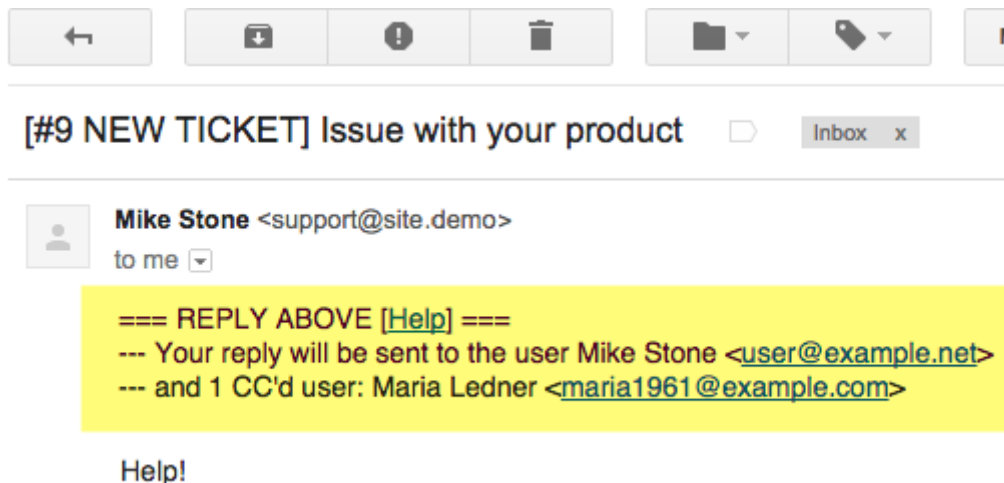 [#9 NEW TICKET] Issue with your product Inbox x
Mike Stone <support@site.demo>
to me
=== REPLY ABOVE [Help] ===
--- Your reply will be sent to the user Mike Stone <user@example.net>
--- and 1 CC'd user: Maria Ledner <maria1961@example.com>
Help!